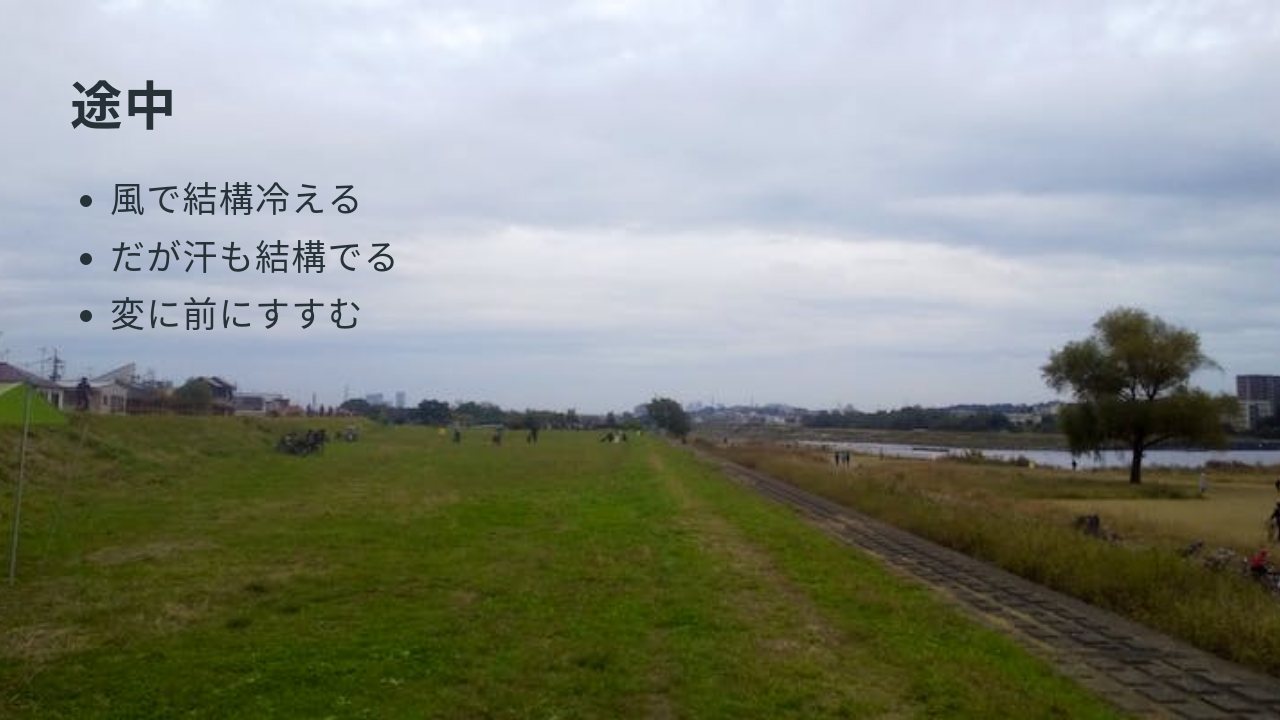 途中
風で結構冷える
だが汗も結構でる
変に前にすすむ